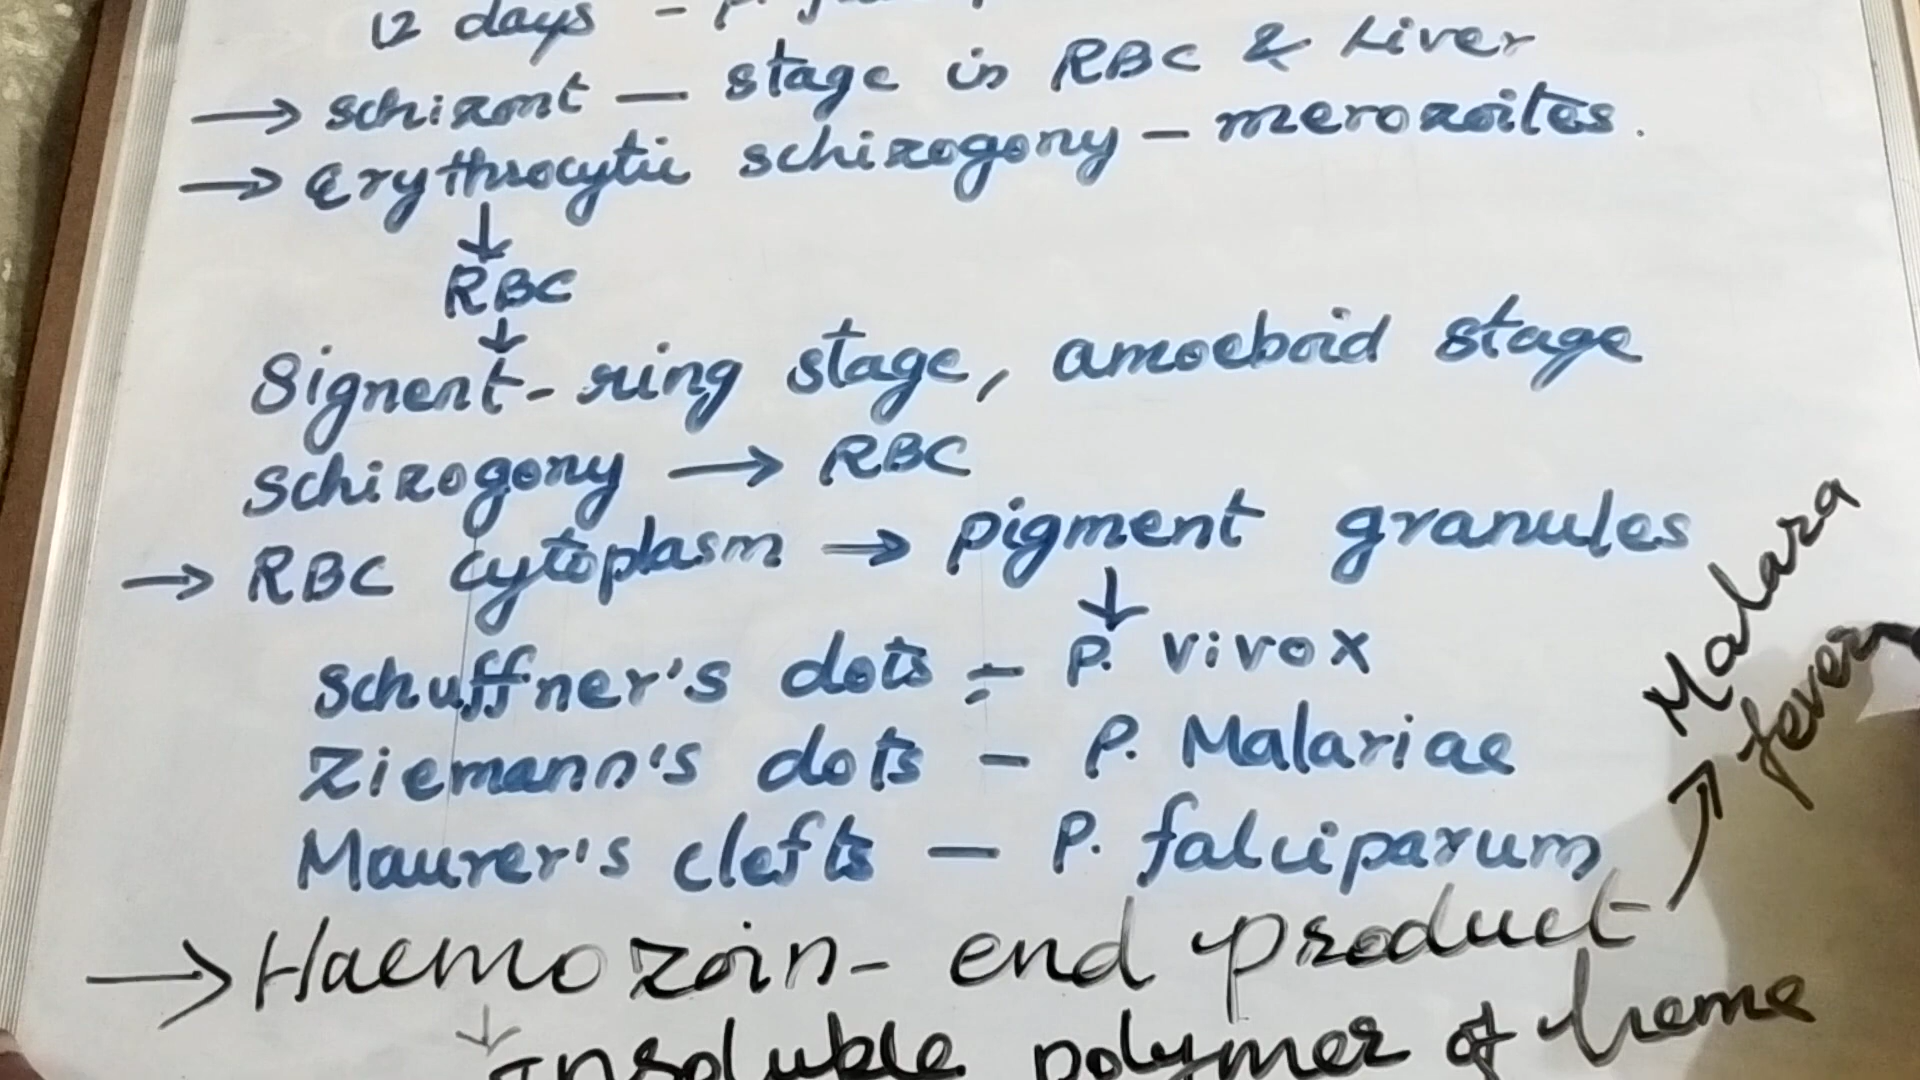 12 days - P.
→ schizont — stage in RBC & Liver
→ Erythrocytic schizogony — merozoites.
↓
RBC
↓
Signent-ring stage, amoeboid stage
schizogony → RBC
→ RBC cytoplasm → pigment granules
↓
Schuffner's dots - P. vivox
Ziemann's dots - P. Malariae
Maurer's clefts — P. falciparum
→ Haemozoin - end product → Malara fever
↓
insoluble polymer of heme